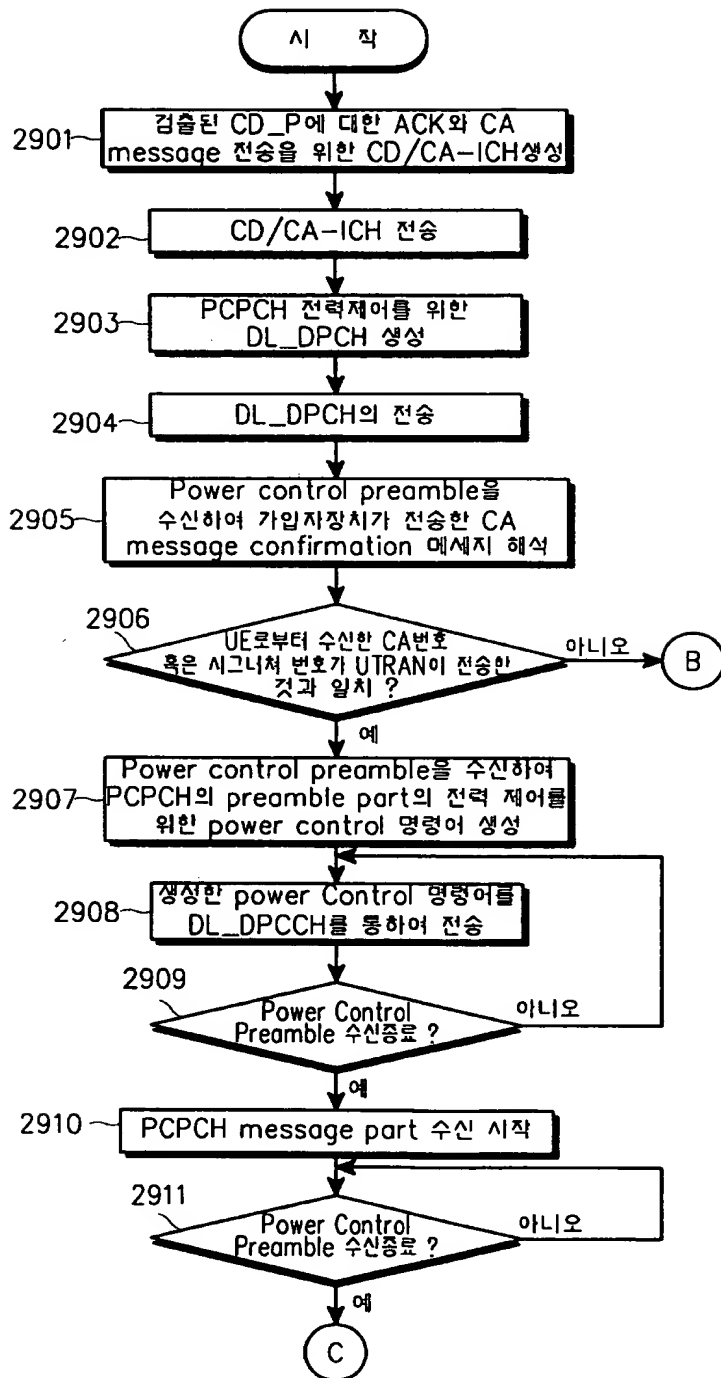 시 작
2901
검출된 CD_P에 대한 ACK와 CA
message 전송을 위한 CD/CA-ICH생성
2902
CD/CA-ICH 전송
2903
PCPCH 전력제어를 위한
DL_DPCH 생성
2904
DL_DPCH의 전송
2905
Power control preamble을
수신하여 가입자장치가 전송한 CA
message confirmation 메세지 해석
2906
UE로부터 수신한 CA번호
혹은 시그너쳐 번호가 UTRAN이 전송한
것과 일치 ?
아니오
B
예
2907
Power control preamble을 수신하여
PCPCH의 preamble part의 전력 제어를
위한 power control 명령어 생성
2908
생성한 power Control 명령어를
DL_DPCCH를 통하여 전송
2909
Power Control
Preamble 수신종료 ?
아니오
예
2910
PCPCH message part 수신 시작
2911
Power Control
Preamble 수신종료 ?
아니오
예
C